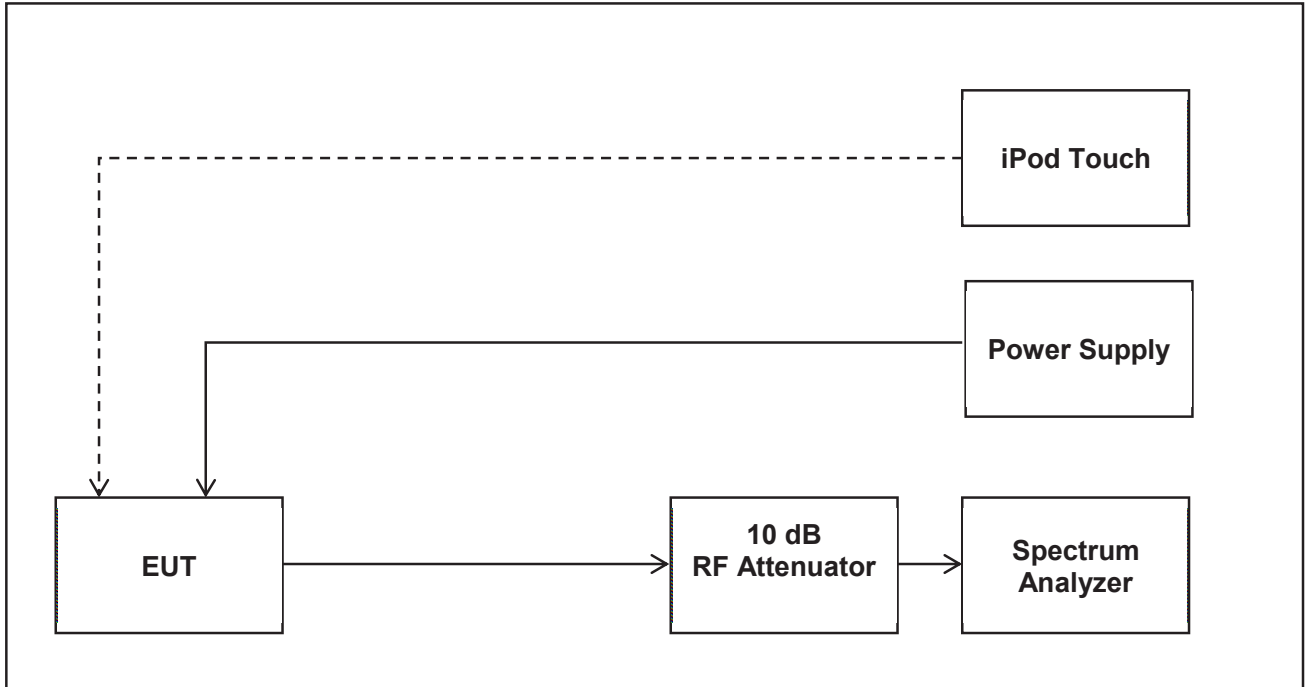 iPod Touch
Power Supply
EUT
10 dB
RF Attenuator
Spectrum
Analyzer